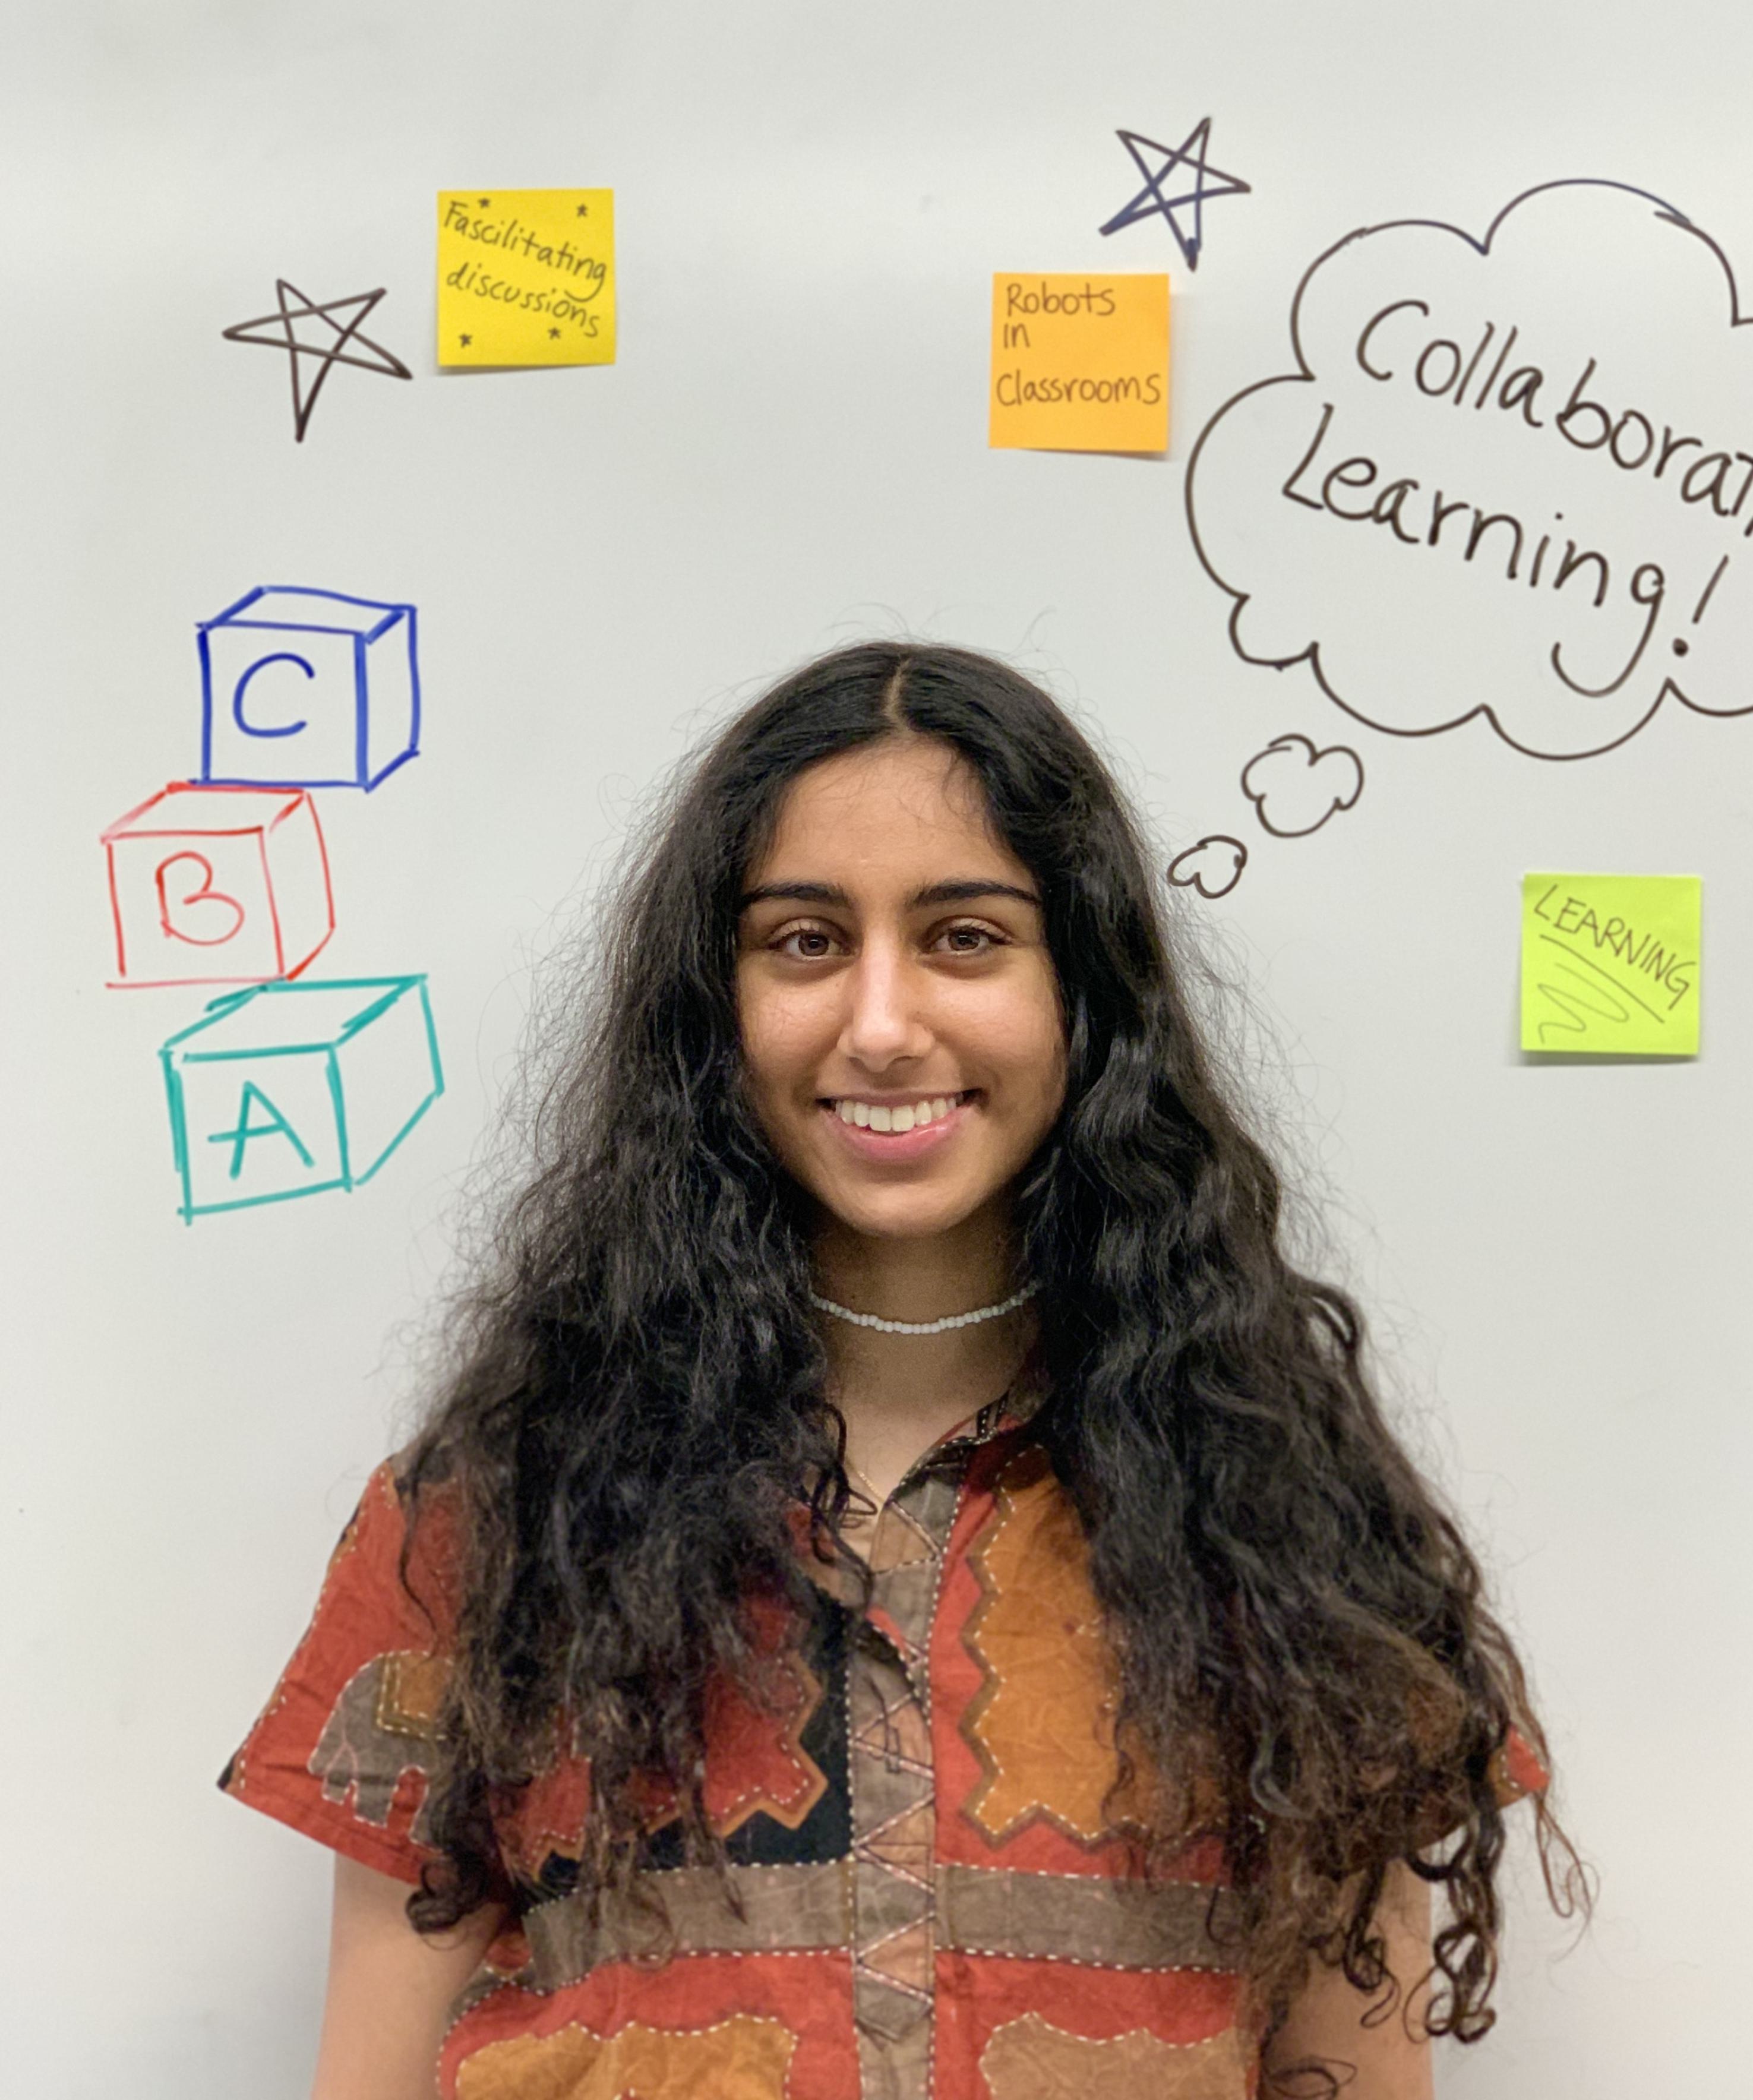 Fascilitating
discussions
Robots
in
Classrooms
Collaborat
Learning!
C
B
A
LEARNING